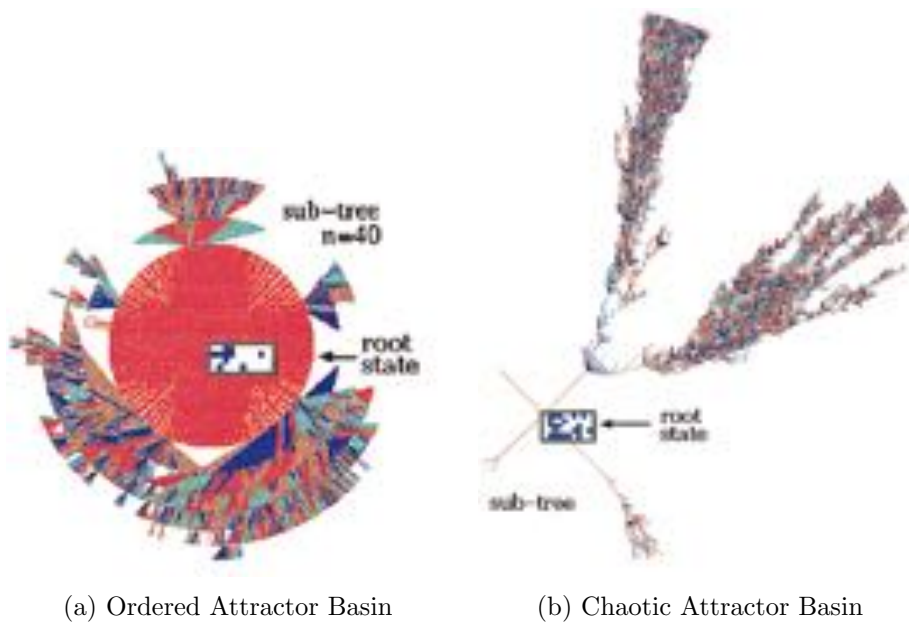 sub-tree
n=40
root
state
root
state
sub-tree
(a) Ordered Attractor Basin
(b) Chaotic Attractor Basin